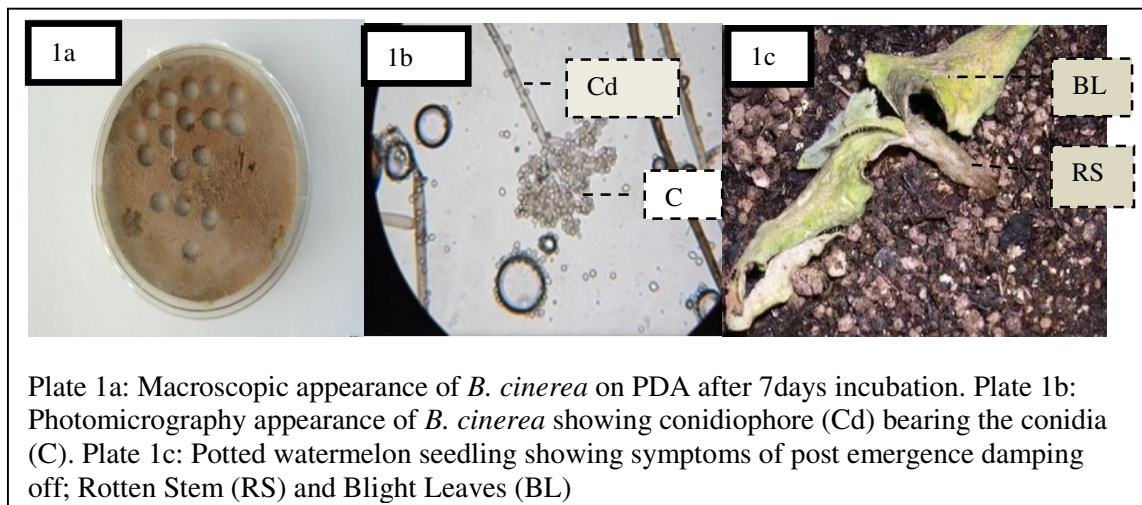 1a
1b
1c
Cd
C
BL
RS
Plate 1a: Macroscopic appearance of B. cinerea on PDA after 7days incubation. Plate 1b:
Photomicrography appearance of B. cinerea showing conidiophore (Cd) bearing the conidia
(C). Plate 1c: Potted watermelon seedling showing symptoms of post emergence damping
off; Rotten Stem (RS) and Blight Leaves (BL)